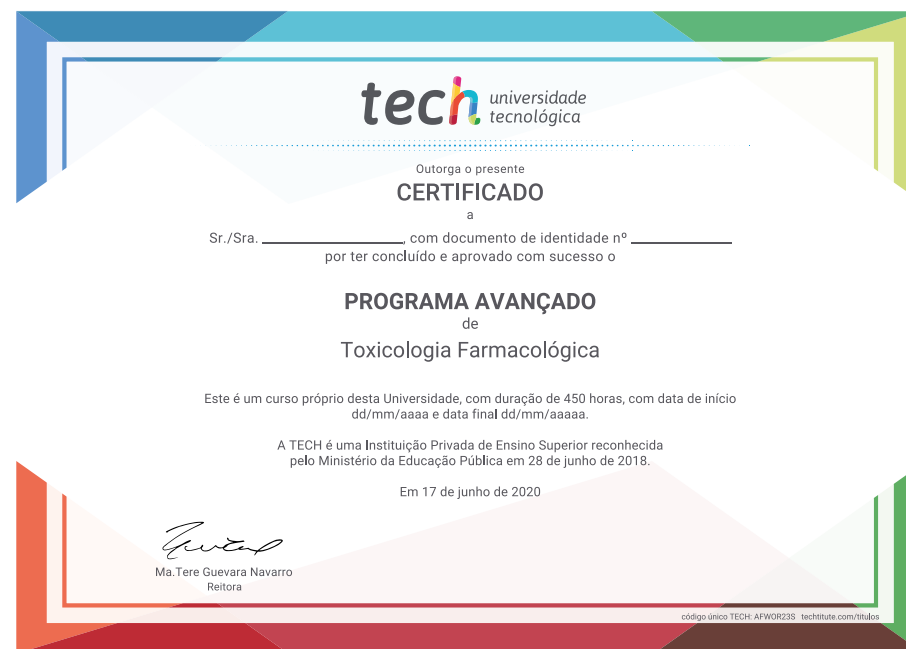 tech universidade
tecnológica
Outorga o presente
CERTIFICADO
a
Sr./Sra. ________________, com documento de identidade nº ____________
por ter concluído e aprovado com sucesso o
PROGRAMA AVANÇADO
de
Toxicologia Farmacológica
Este é um curso próprio desta Universidade, com duração de 450 horas, com data de início
dd/mm/aaaa e data final dd/mm/aaaaa.
A TECH é uma Instituição Privada de Ensino Superior reconhecida
pelo Ministério da Educação Pública em 28 de junho de 2018.
Em 17 de junho de 2020
Ma.Tere Guevara Navarro
Reitora
código único TECH: AFWOR23S techtitute.com/titulos